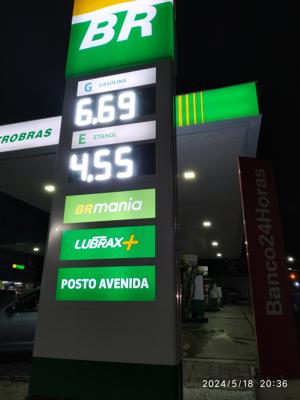 BR
G GASOLINA
6.69
E ETANOL
4.55
TROBRAS
BRmania
LUBRAX+
POSTO AVENIDA
Banco24Horas
2024/5/18 20:36